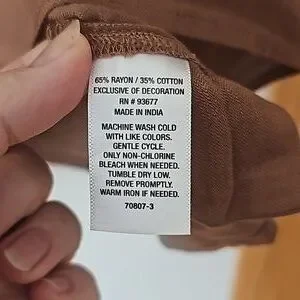 65% RAYON / 35% COTTON
EXCLUSIVE OF DECORATION
RN # 93677
MADE IN INDIA
MACHINE WASH COLD
WITH LIKE COLORS.
GENTLE CYCLE.
ONLY NON-CHLORINE
BLEACH WHEN NEEDED.
TUMBLE DRY LOW.
REMOVE PROMPTLY.
WARM IRON IF NEEDED.
70807-3